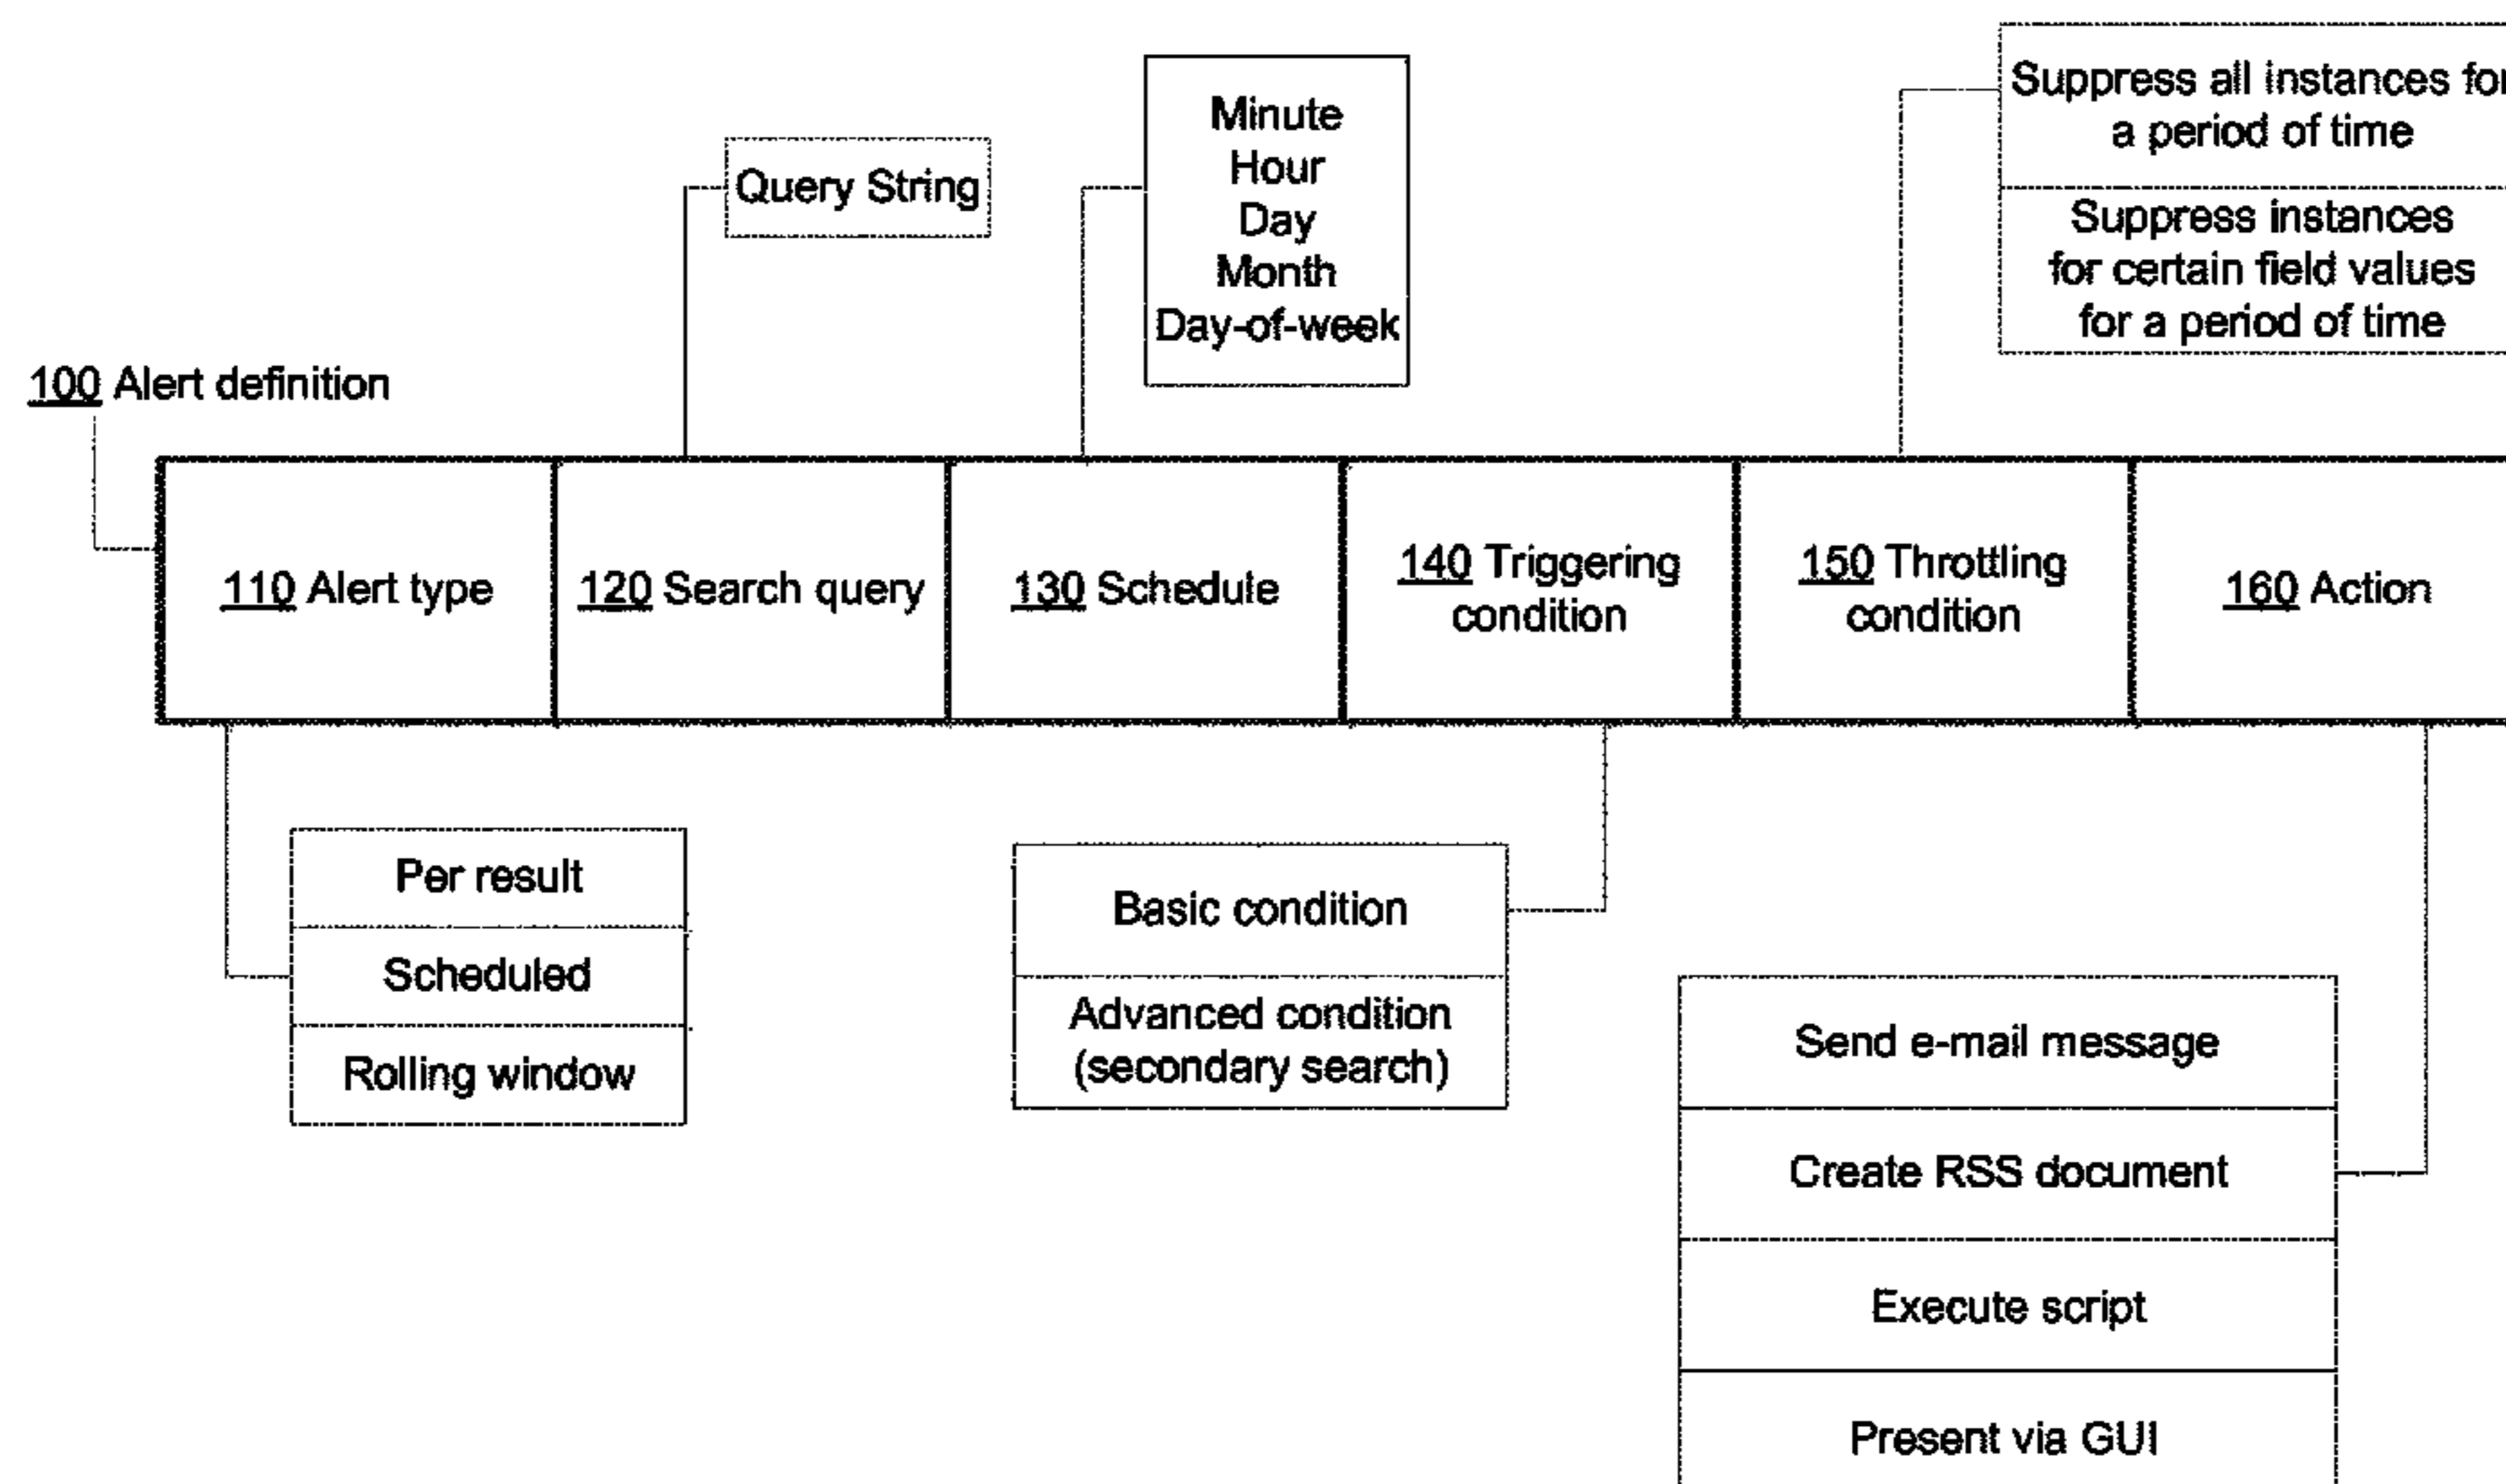 Suppress all instances for
a period of time
Suppress instances
for certain field values
for a period of time
Minute
Hour
Day
Month
Day-of-week
Query String
100 Alert definition
110 Alert type
120 Search query
130 Schedule
140 Triggering
condition
150 Throttling
condition
160 Action
Per result
Scheduled
Rolling window
Basic condition
Advanced condition
(secondary search)
Send e-mail message
Create RSS document
Execute script
Present via GUI